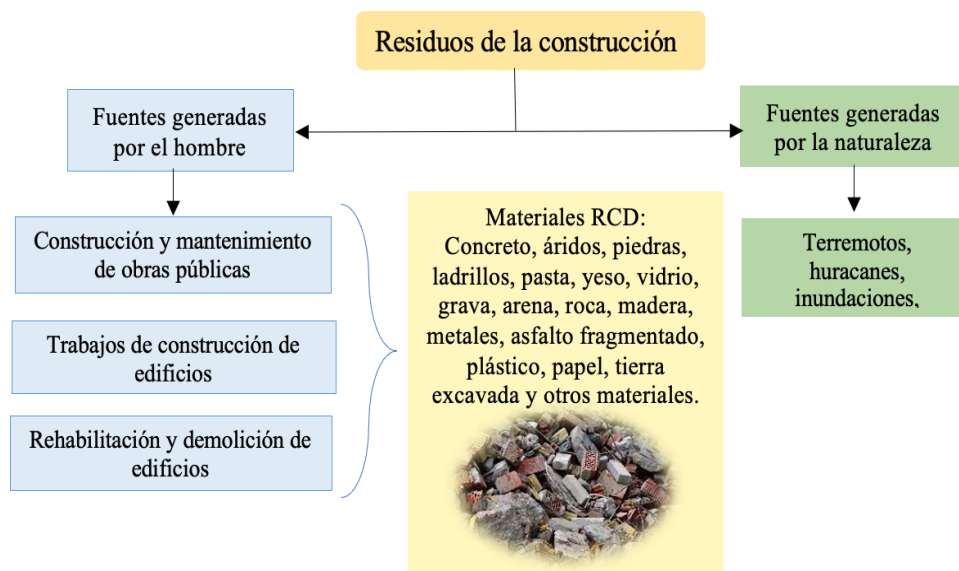 Residuos de la construcción
Fuentes generadas
por el hombre
Fuentes generadas
por la naturaleza
Construcción y mantenimiento
de obras públicas
Trabajos de construcción de
edificios
Rehabilitación y demolición de
edificios
Materiales RCD:
Concreto, áridos, piedras,
ladrillos, pasta, yeso, vidrio,
grava, arena, roca, madera,
metales, asfalto fragmentado,
plástico, papel, tierra
excavada y otros materiales.
Terremotos,
huracanes,
inundaciones,